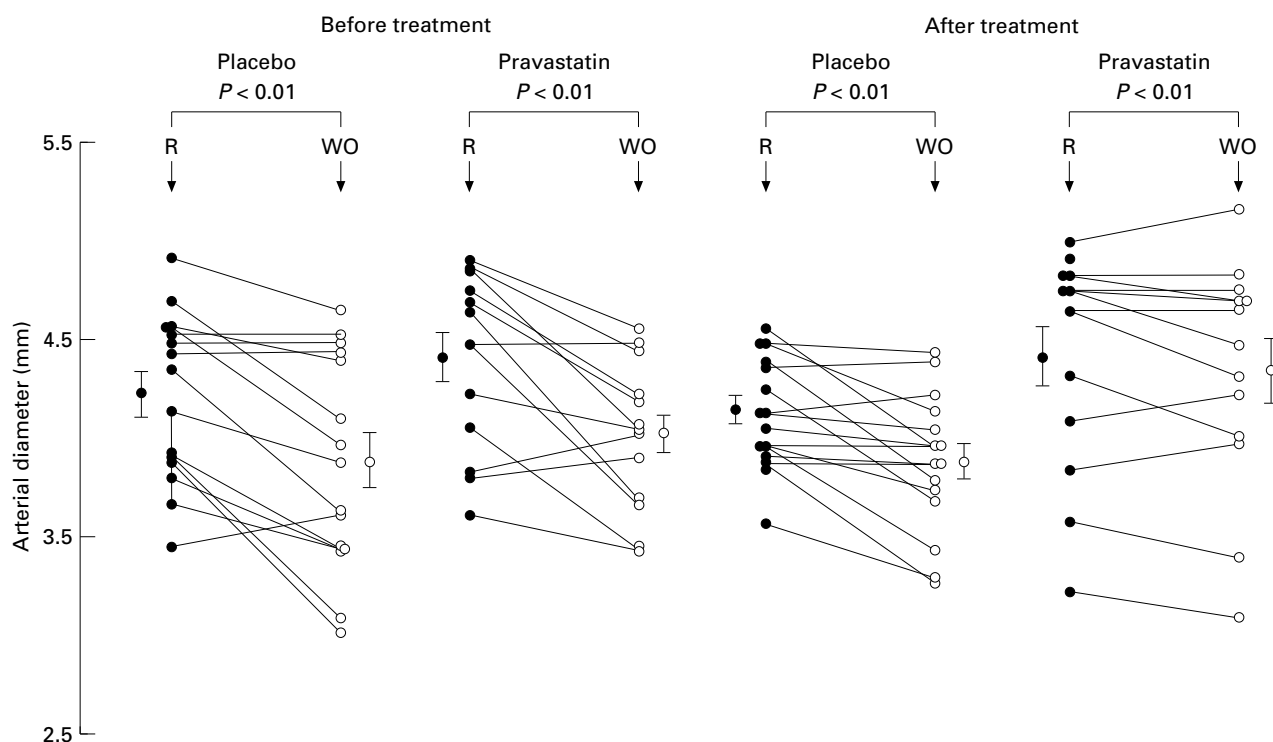 Before treatment After treatment
Placebo Pravastatin Placebo Pravastatin
P < 0.01 P < 0.01 P < 0.01 P < 0.01
5.5
R WO R WO R WO R WO
4.5
Arterial diameter (mm)
3.5
2.5